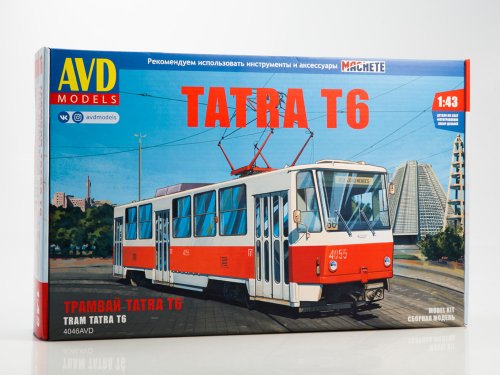 Рекомендуем использовать инструменты и аксессуары MACHETE
AVD
MODELS
avdmodels
TATRA T6
1:43
4055
ТРАМВАЙ TATRA T6
TRAM TATRA T6
4046AVD
MODEL KIT
СБОРНАЯ МОДЕЛЬ